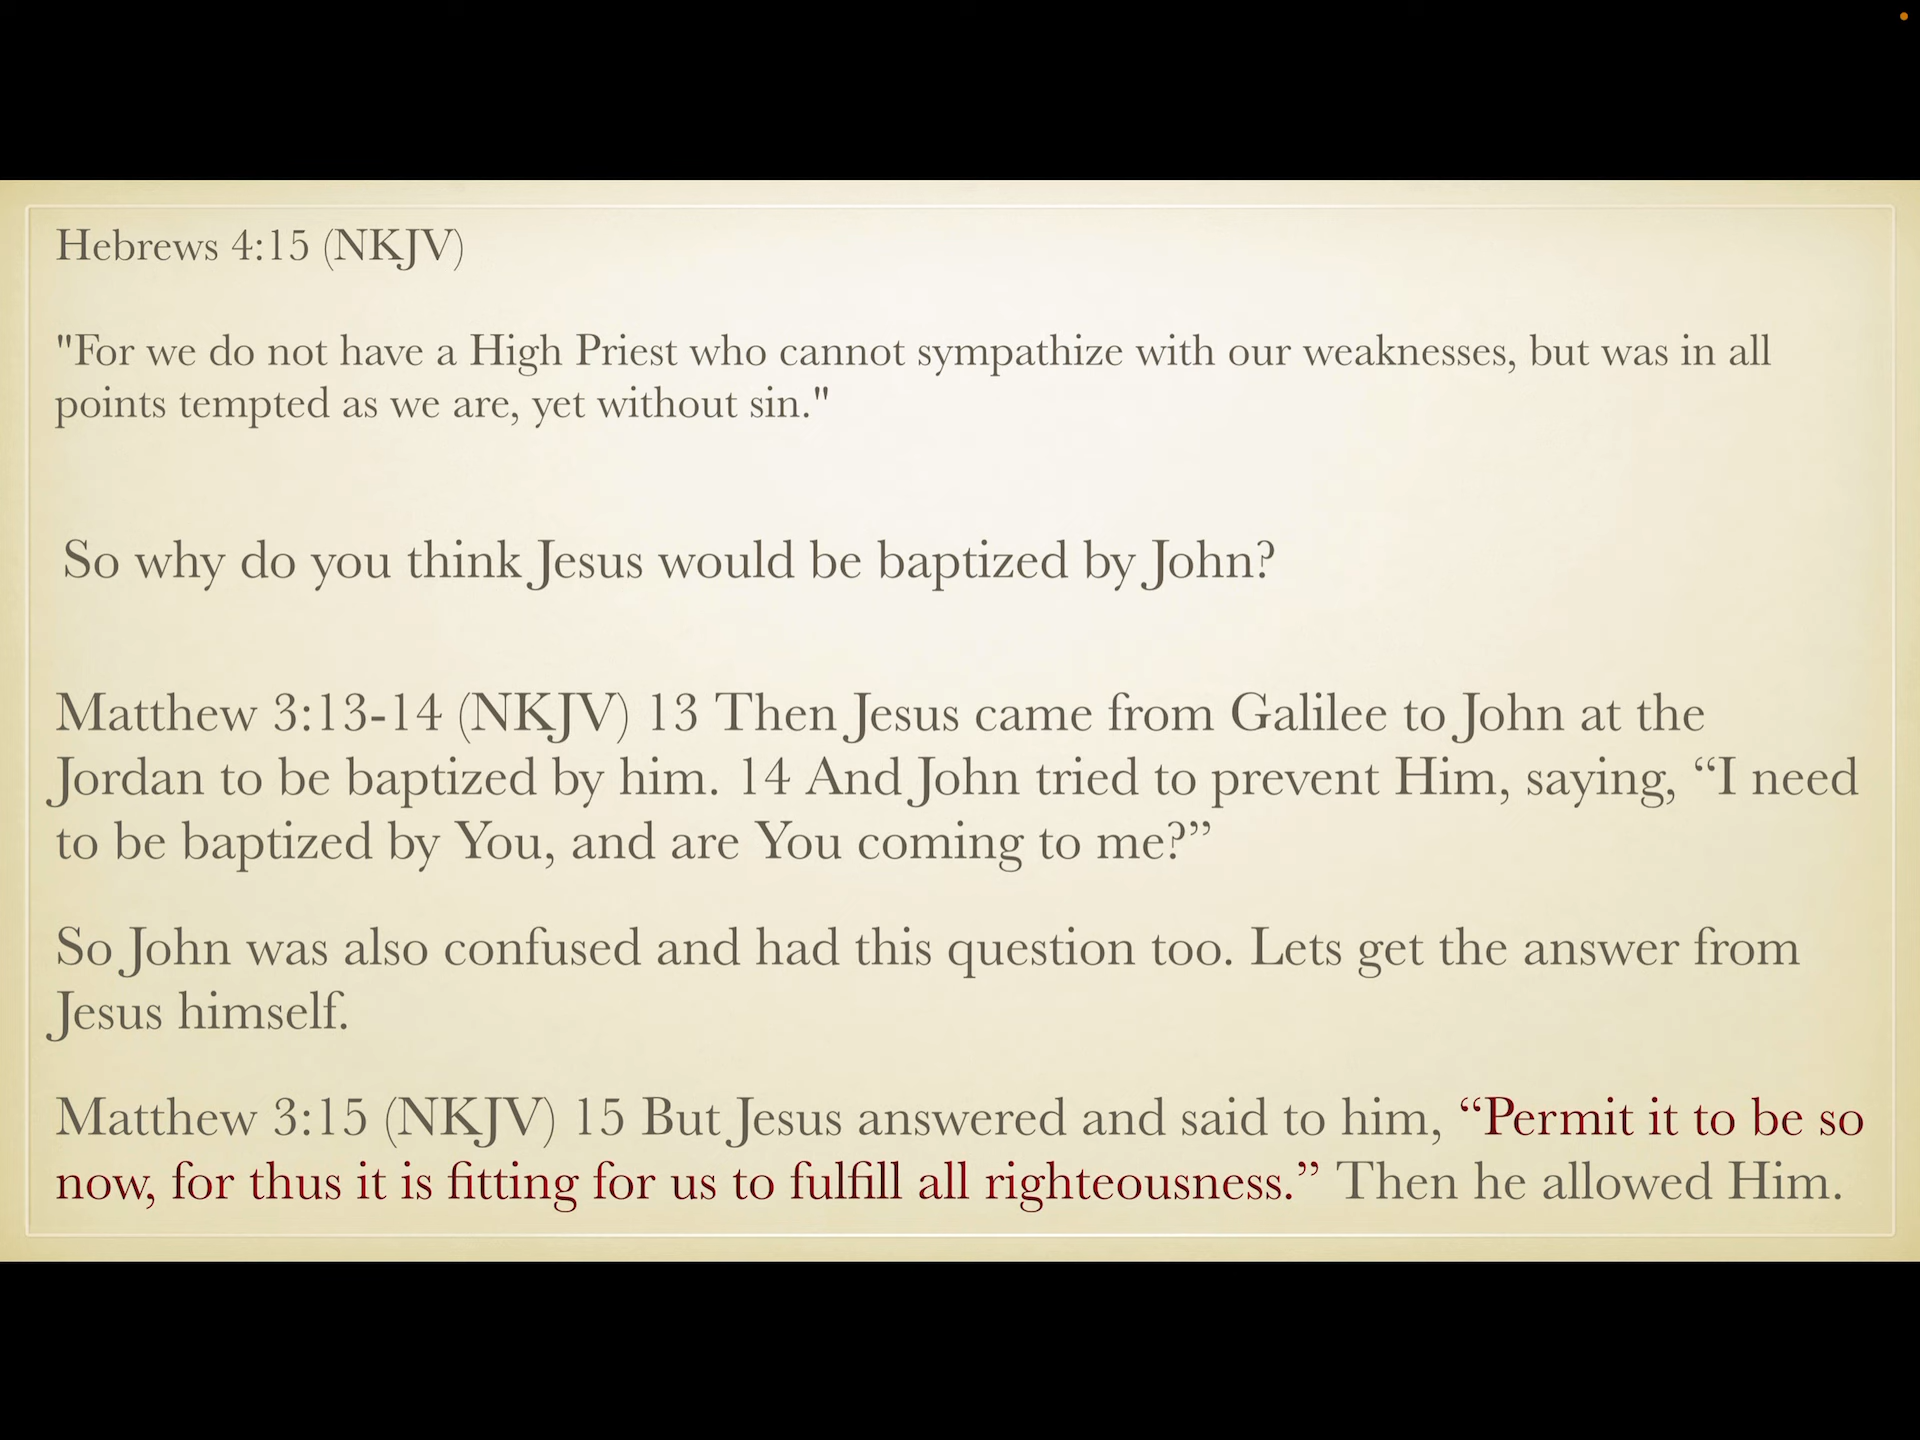 Hebrews 4:15 (NKJV)
"For we do not have a High Priest who cannot sympathize with our weaknesses, but was in all
points tempted as we are, yet without sin."
So why do you think Jesus would be baptized by John?
Matthew 3:13-14 (NKJV) 13 Then Jesus came from Galilee to John at the
Jordan to be baptized by him. 14 And John tried to prevent Him, saying, “I need
to be baptized by You, and are You coming to me?”
So John was also confused and had this question too. Lets get the answer from
Jesus himself.
Matthew 3:15 (NKJV) 15 But Jesus answered and said to him, “Permit it to be so
now, for thus it is fitting for us to fulfill all righteousness.” Then he allowed Him.